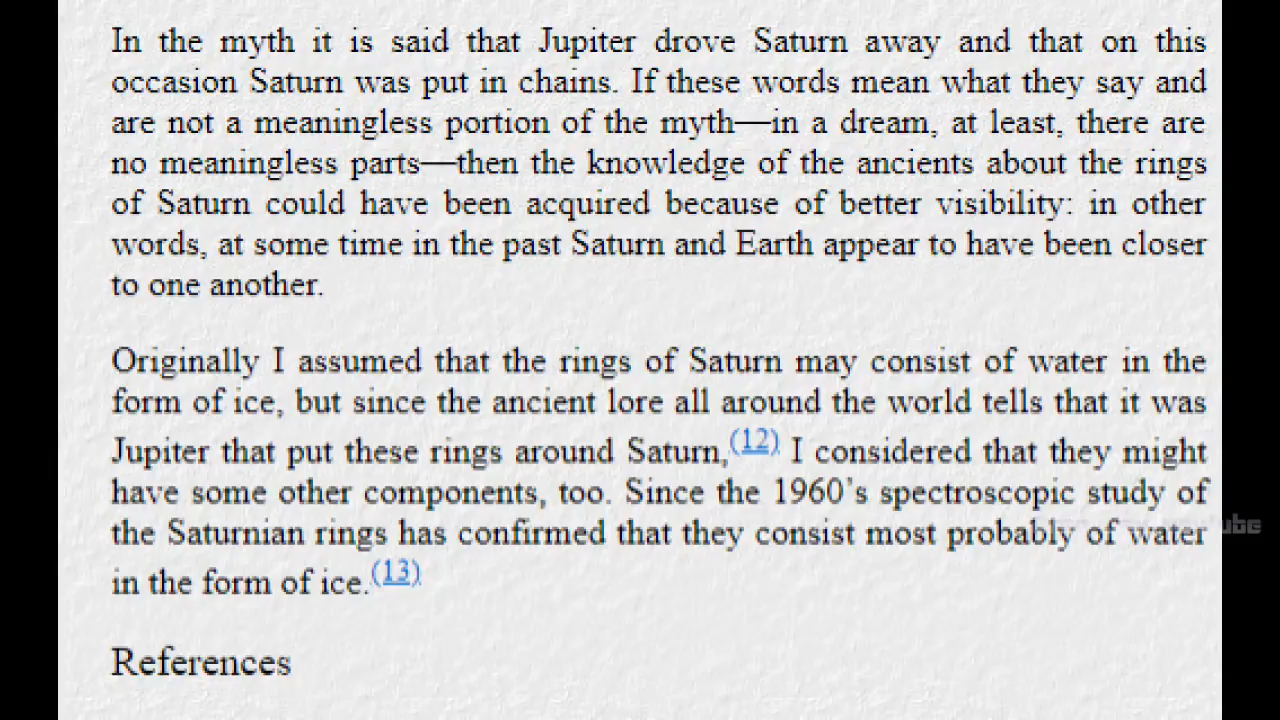 In the myth it is said that Jupiter drove Saturn away and that on this
occasion Saturn was put in chains. If these words mean what they say and
are not a meaningless portion of the myth—in a dream, at least, there are
no meaningless parts—then the knowledge of the ancients about the rings
of Saturn could have been acquired because of better visibility: in other
words, at some time in the past Saturn and Earth appear to have been closer
to one another.
Originally I assumed that the rings of Saturn may consist of water in the
form of ice, but since the ancient lore all around the world tells that it was
Jupiter that put these rings around Saturn,(12) I considered that they might
have some other components, too. Since the 1960's spectroscopic study of
the Saturnian rings has confirmed that they consist most probably of water
in the form of ice.(13)
References